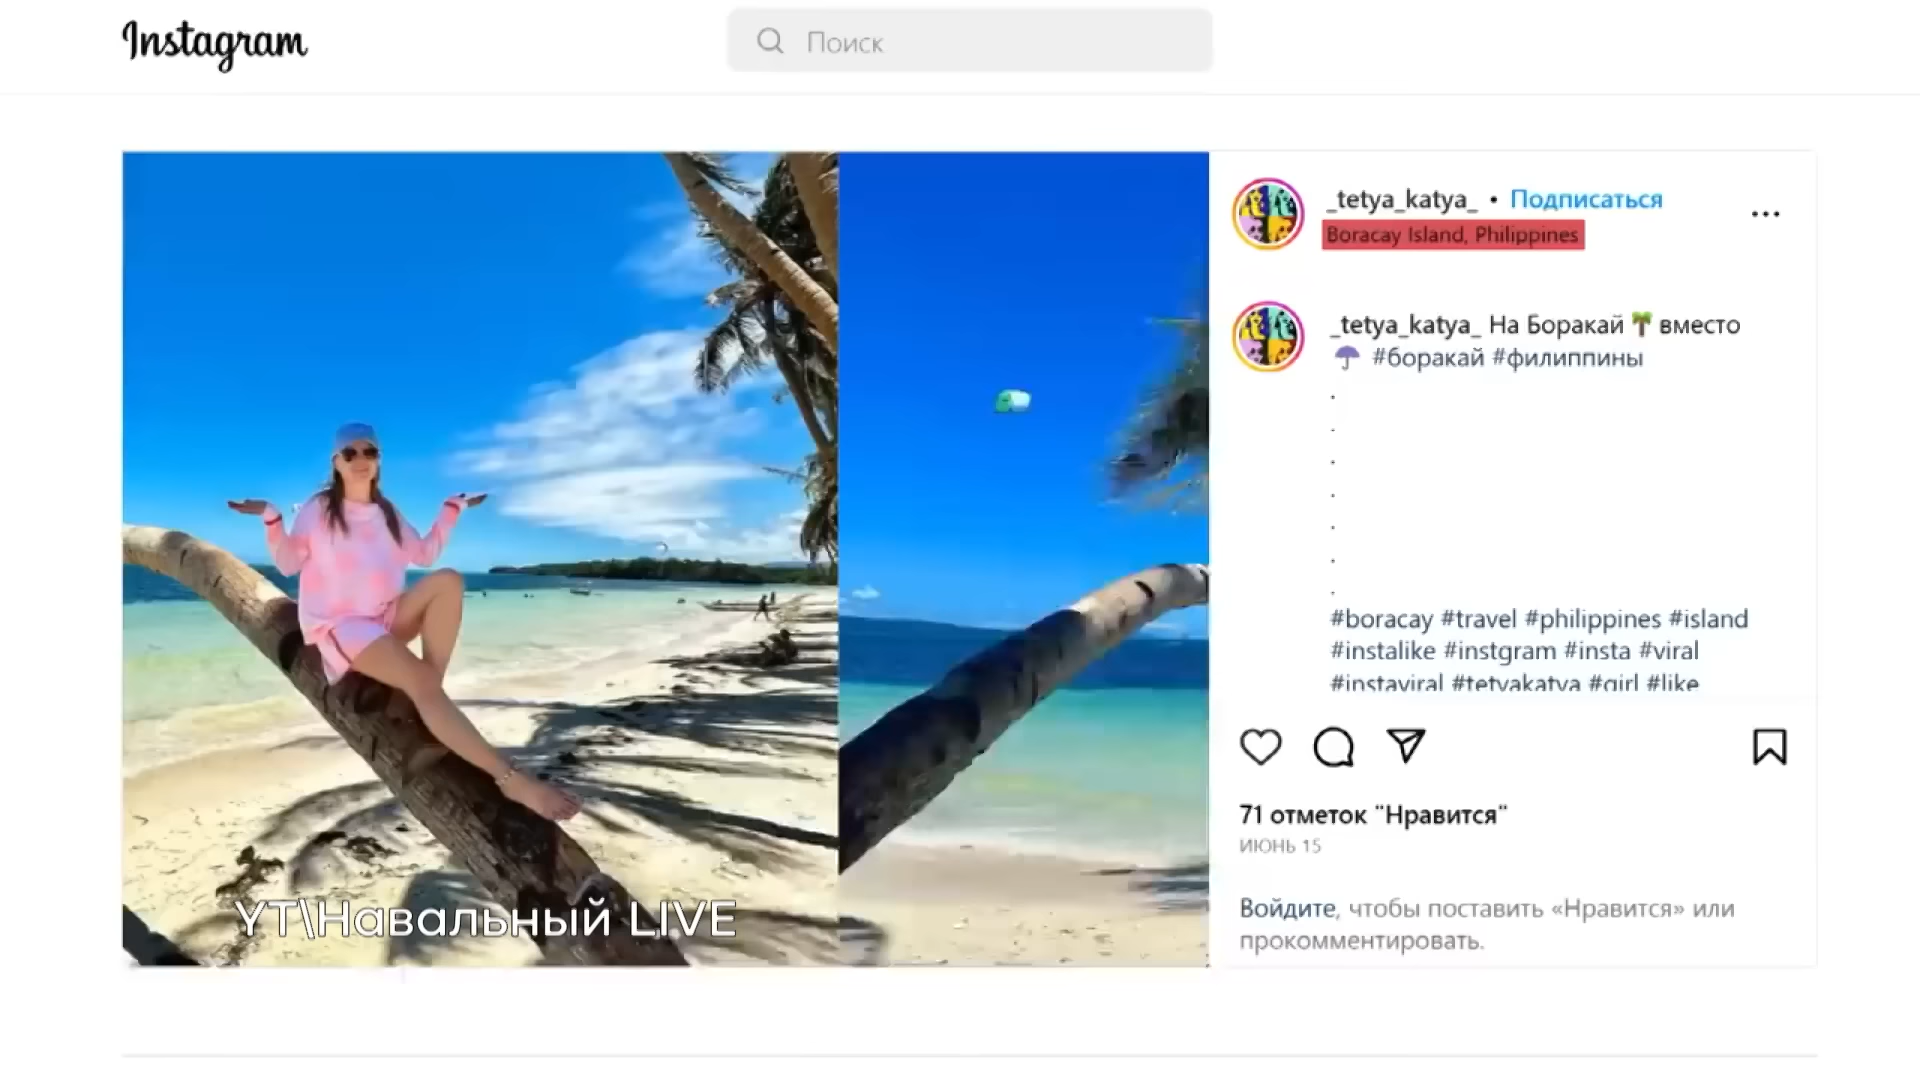 Instagram
Поиск
_tetya_katya_ • Подписаться
Boracay Island, Philippines
_tetya_katya_ На Боракай 🌴 вместо
☂ #боракай #филиппины
.
.
.
.
.
.
.
#boracay #travel #philippines #island
#instalike #instgram #insta #viral
#instaviral #tetyakatya #girl #like
71 отметок "Нравится"
ИЮНЬ 15
Войдите, чтобы поставить «Нравится» или
прокомментировать.
YT\Навальный LIVE